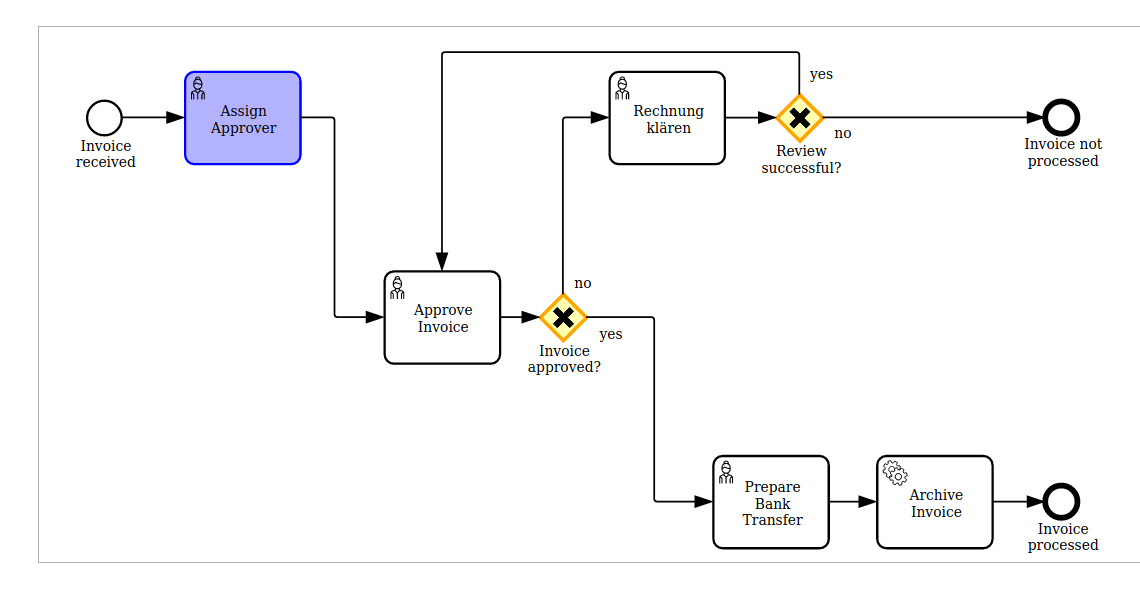 Invoice
received
Assign
Approver
Rechnung
klären
yes
no
Review
successful?
Invoice not
processed
Approve
Invoice
no
yes
Invoice
approved?
Prepare
Bank
Transfer
Archive
Invoice
Invoice
processed